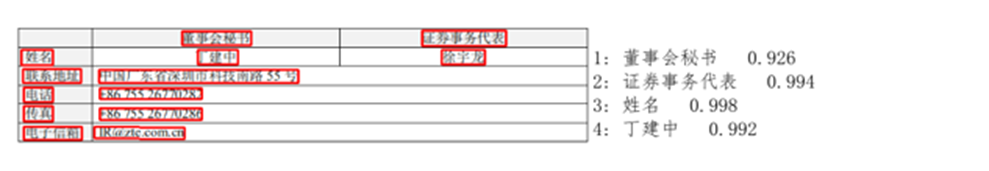 董事会秘书 证券事务代表
姓名 丁建中 徐宇龙
联系地址 中国广东省深圳市科技南路 55 号
电话 +86 755 26770282
传真 +86 755 26770286
电子信箱 IR@zte.com.cn
1: 董事会秘书 0.926
2: 证券事务代表 0.994
3: 姓名 0.998
4: 丁建中 0.992